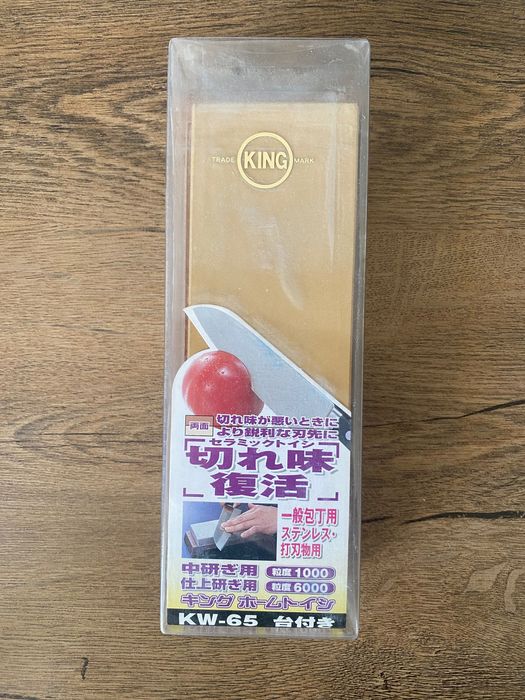 TRADE KING MARK
両面
切れ味が悪いときに
より鋭利な刃先に
セラミックトイシ
切れ味
復活
一般包丁用
ステンレス・
打刃物用
中研ぎ用 粒度1000
仕上研ぎ用 粒度6000
キング ホームトイシ
KW-65 台付き